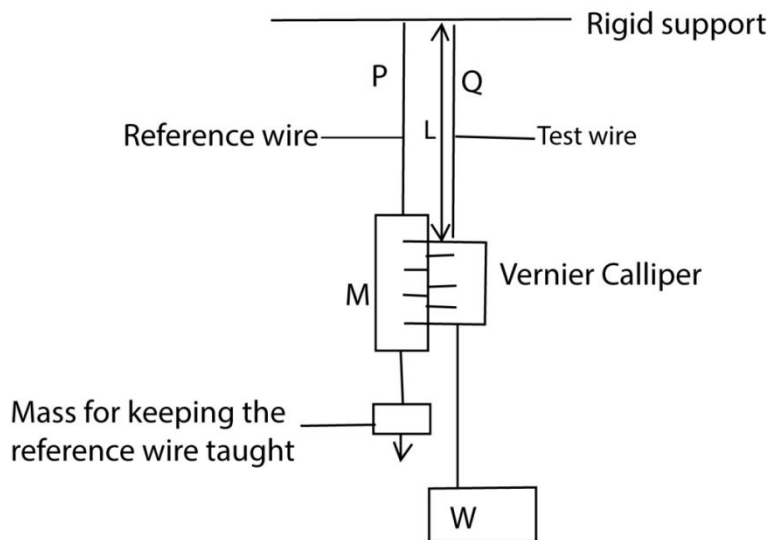 Rigid support
P
Q
Reference wire
L
Test wire
M
Vernier Calliper
Mass for keeping the
reference wire taught
W